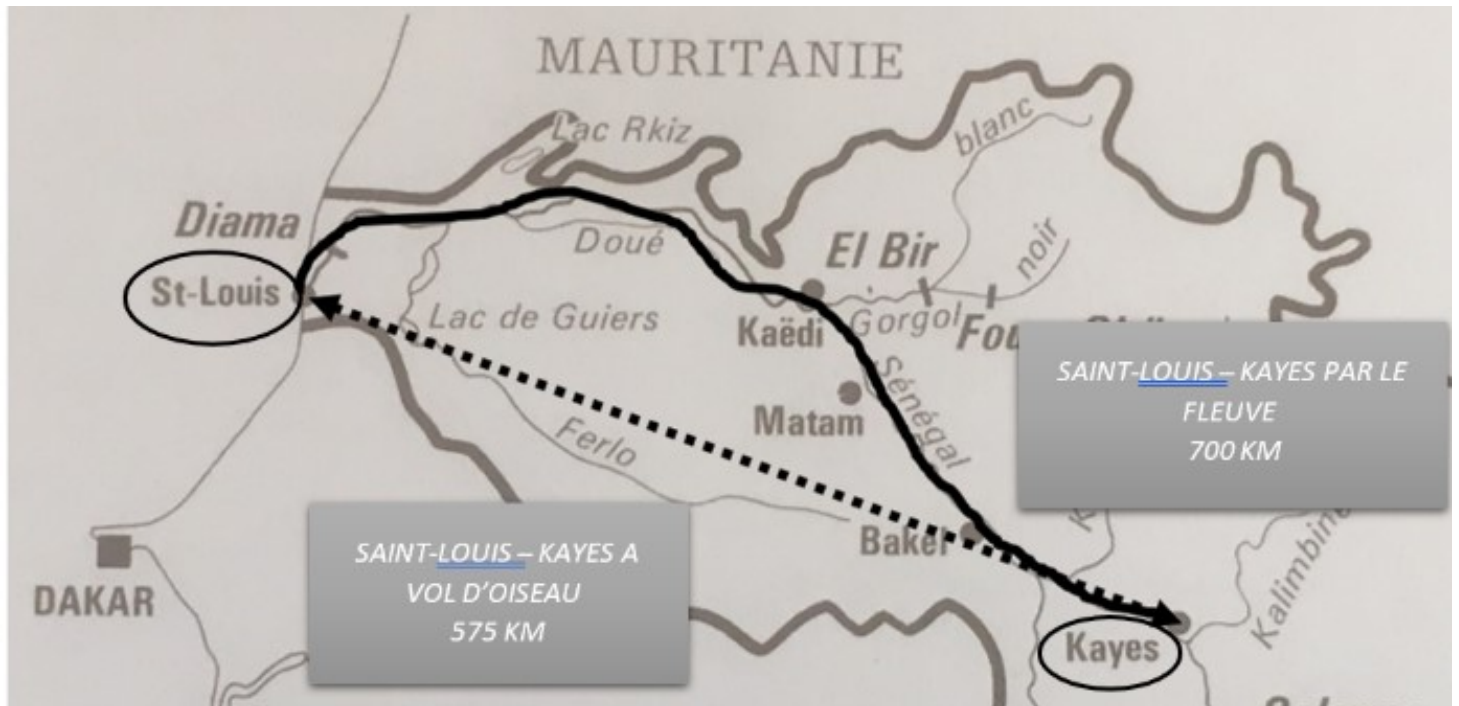 MAURITANIE
Lac Rkiz
blanc
Diama
Doué
El Bir
noir
St-Louis
Lac de Guiers
Kaëdi
Gorgol
SAINT-LOUIS – KAYES PAR LE
FLEUVE
700 KM
Matam
Sénégal
Ferlo
Bakel
SAINT-LOUIS – KAYES A
VOL D'OISEAU
575 KM
DAKAR
Kalimbine
Kayes